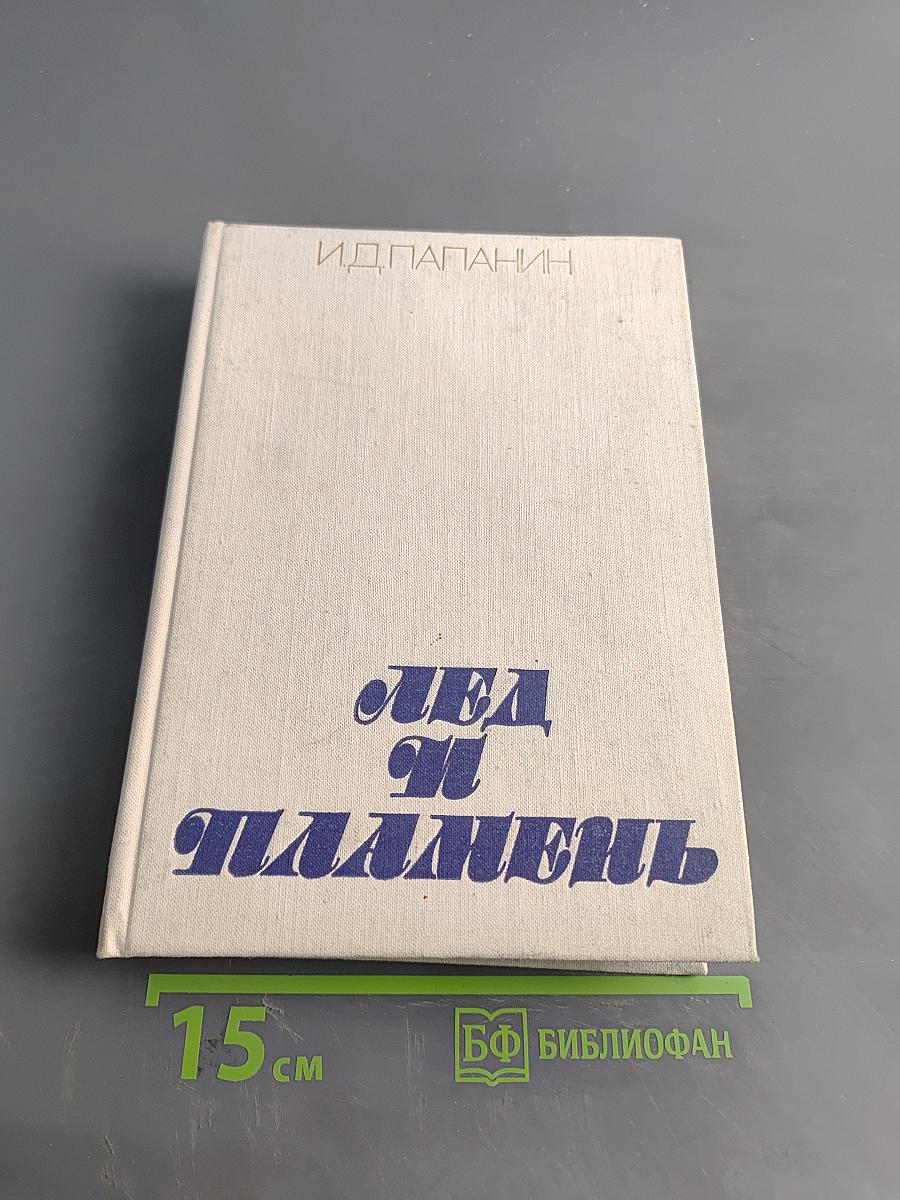 И.Д.ПАПАНИН
ЛЕД
И
ПЛАМЕНЬ
15 см
БФ БИБЛИОФАН